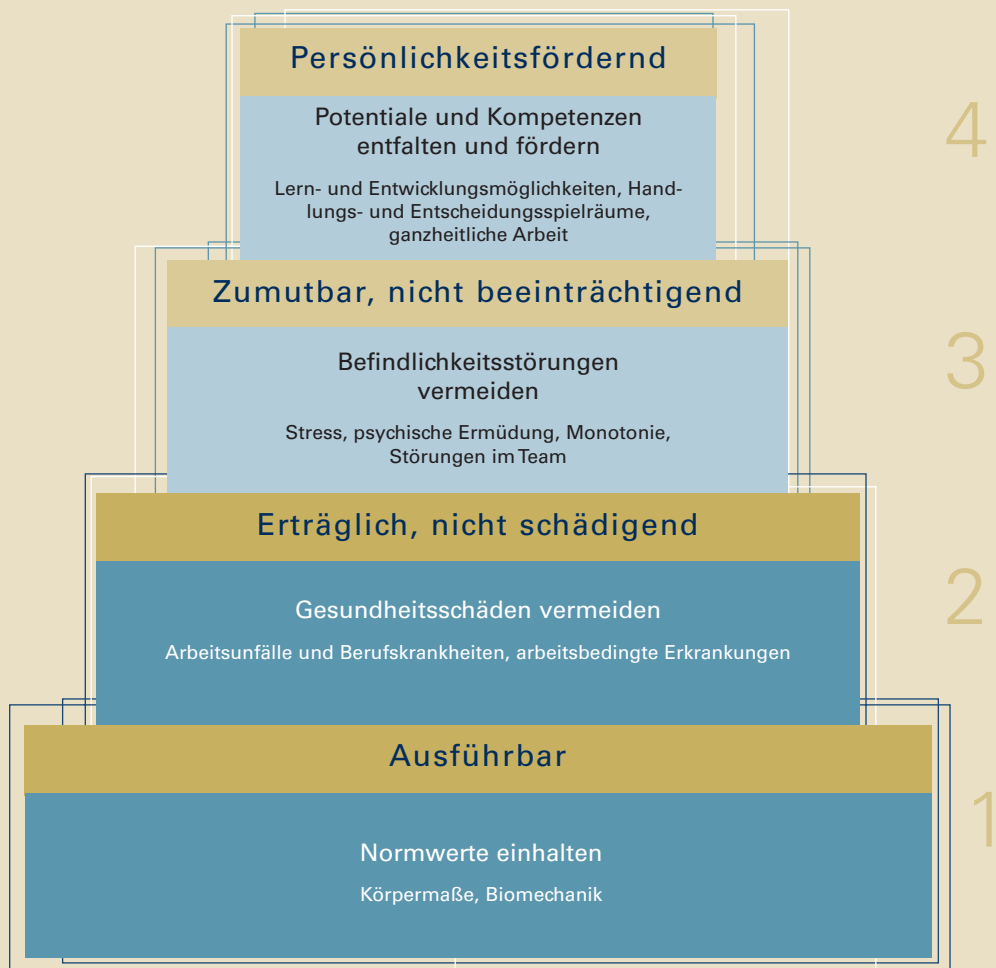 Persönlichkeitsfördernd
Potentiale und Kompetenzen
entfalten und fördern
Lern- und Entwicklungsmöglichkeiten, Hand-
lungs- und Entscheidungsspielräume,
ganzheitliche Arbeit
4
Zumutbar, nicht beeinträchtigend
Befindlichkeitsstörungen
vermeiden
Stress, psychische Ermüdung, Monotonie,
Störungen im Team
3
Erträglich, nicht schädigend
Gesundheitsschäden vermeiden
Arbeitsunfälle und Berufskrankheiten, arbeitsbedingte Erkrankungen
2
Ausführbar
Normwerte einhalten
Körpermaße, Biomechanik
1